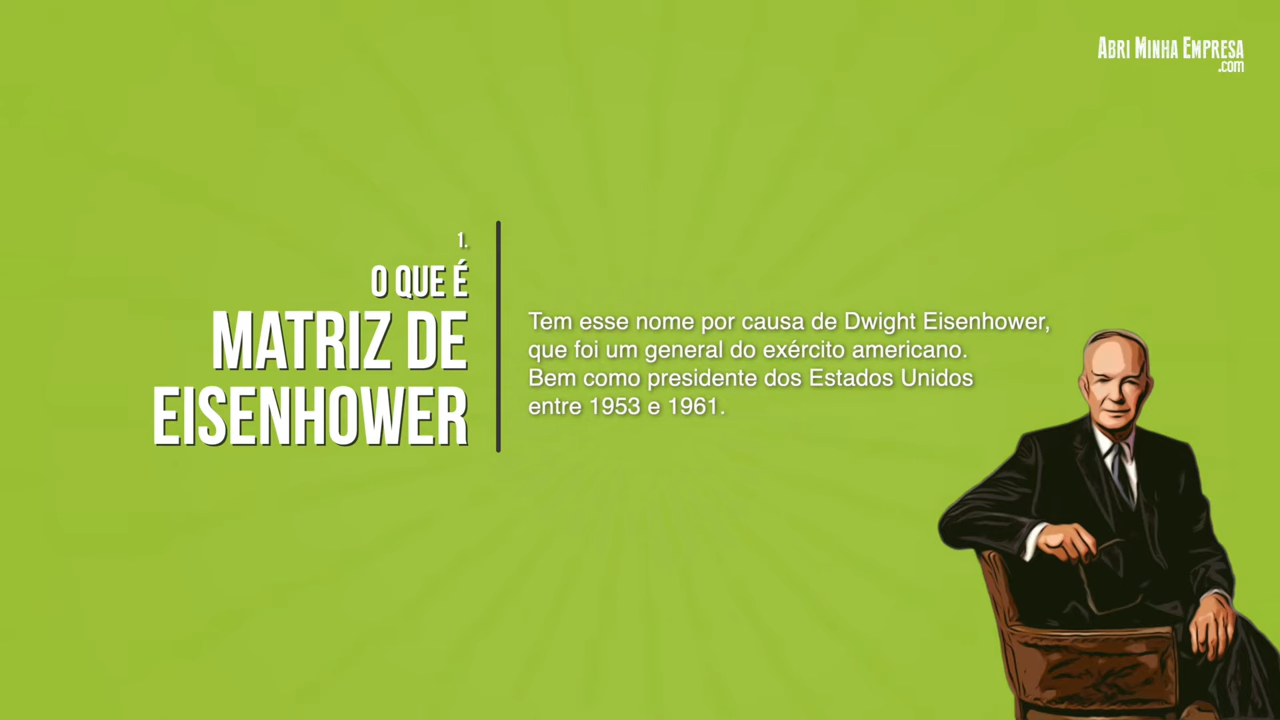 ABRI MINHA EMPRESA
.com
1.
O QUE É
MATRIZ DE
EISENHOWER
Tem esse nome por causa de Dwight Eisenhower,
que foi um general do exército americano.
Bem como presidente dos Estados Unidos
entre 1953 e 1961.